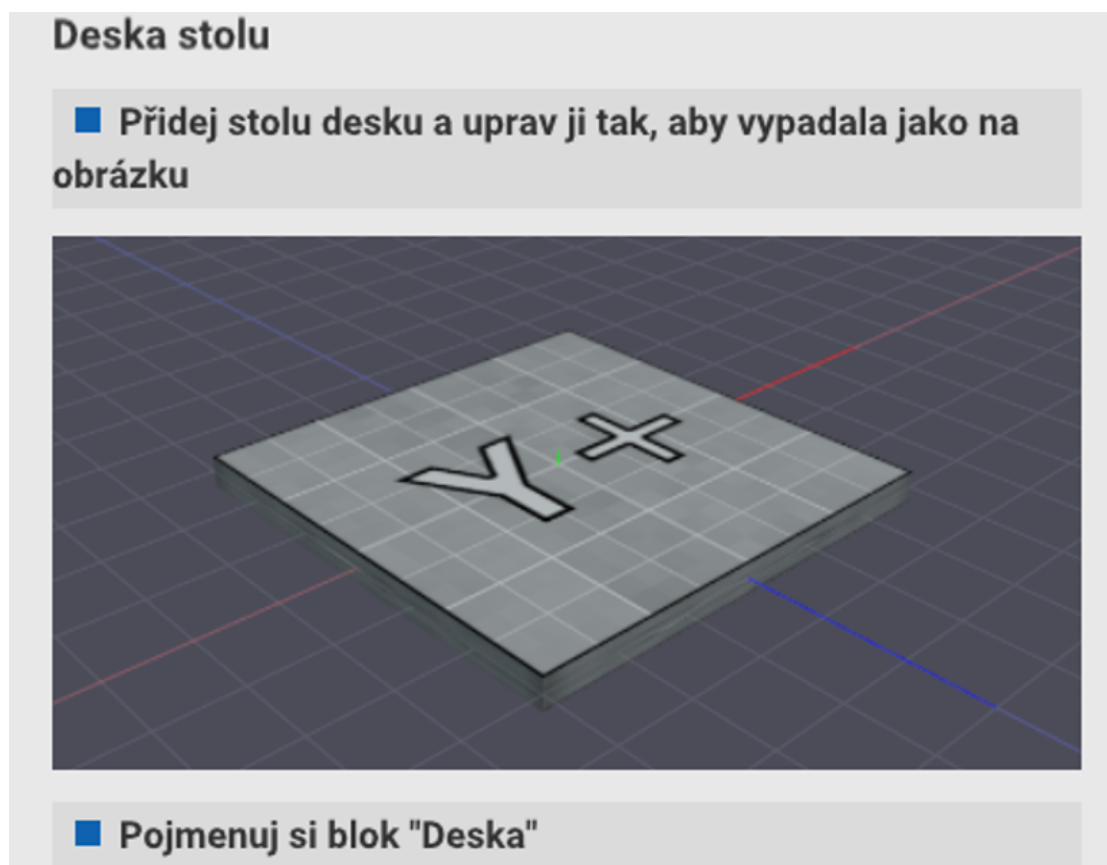 Deska stolu
Přidej stolu desku a uprav ji tak, aby vypadala jako na
obrázku
Y+
Pojmenuj si blok "Deska"